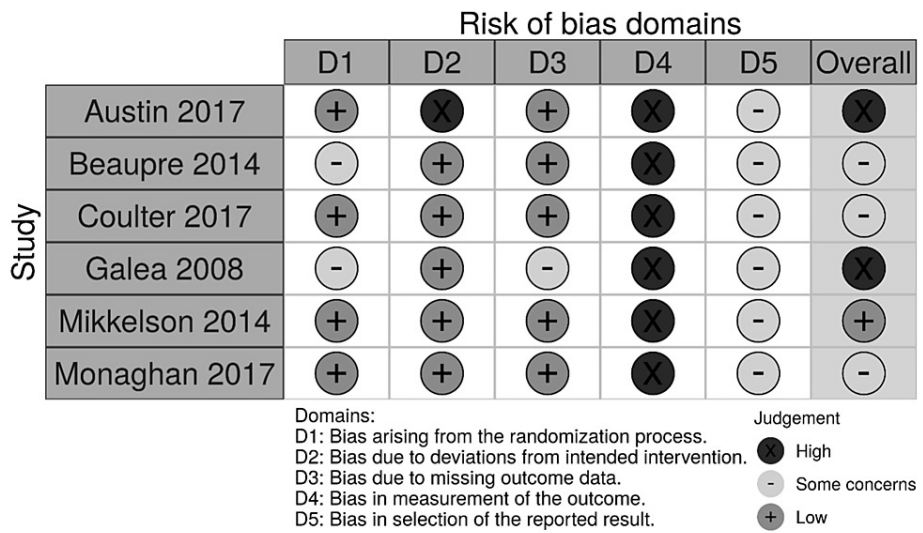 Risk of bias domains
D1 D2 D3 D4 D5 Overall
Study
Austin 2017 + X + X - X
Beaupre 2014 - + + X - -
Coulter 2017 + + + X - -
Galea 2008 - + - X - X
Mikkelson 2014 + + + X - +
Monaghan 2017 + + + X - -
Domains:
D1: Bias arising from the randomization process.
D2: Bias due to deviations from intended intervention.
D3: Bias due to missing outcome data.
D4: Bias in measurement of the outcome.
D5: Bias in selection of the reported result.
Judgement
X High
- Some concerns
+ Low